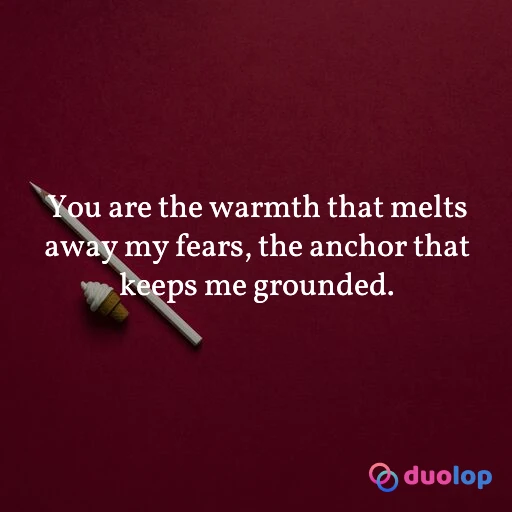 You are the warmth that melts
away my fears, the anchor that
keeps me grounded.
duolop